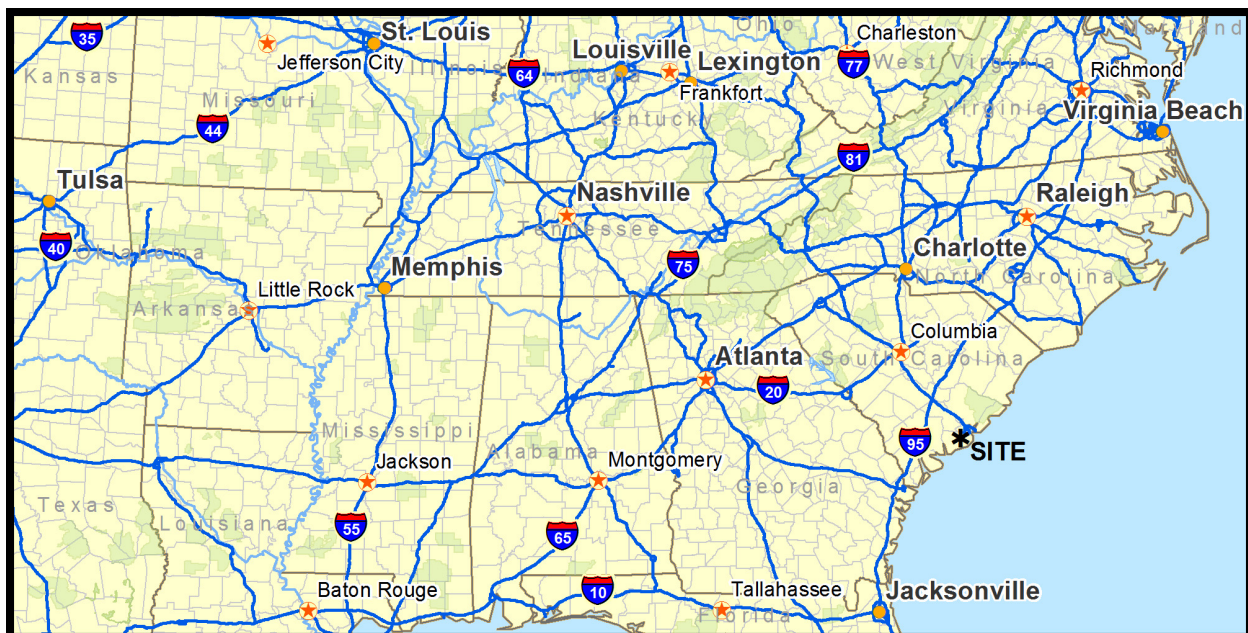 Ohio
Maryland
35
St. Louis
Charleston
Jefferson City
Louisville
Lexington
77
West Virginia
Kansas
Illinois
64
Indiana
Richmond
Frankfort
Missouri
Kentucky
Virginia
Virginia Beach
44
81
Tulsa
Nashville
Raleigh
Tennessee
40
Oklahoma
Charlotte
75
Memphis
North Carolina
Little Rock
Arkansas
Columbia
Atlanta
South Carolina
20
Mississippi
95
SITE
Alabama
Jackson
Montgomery
Georgia
Texas
Louisiana
55
65
Baton Rouge
10
Tallahassee
Jacksonville
Florida